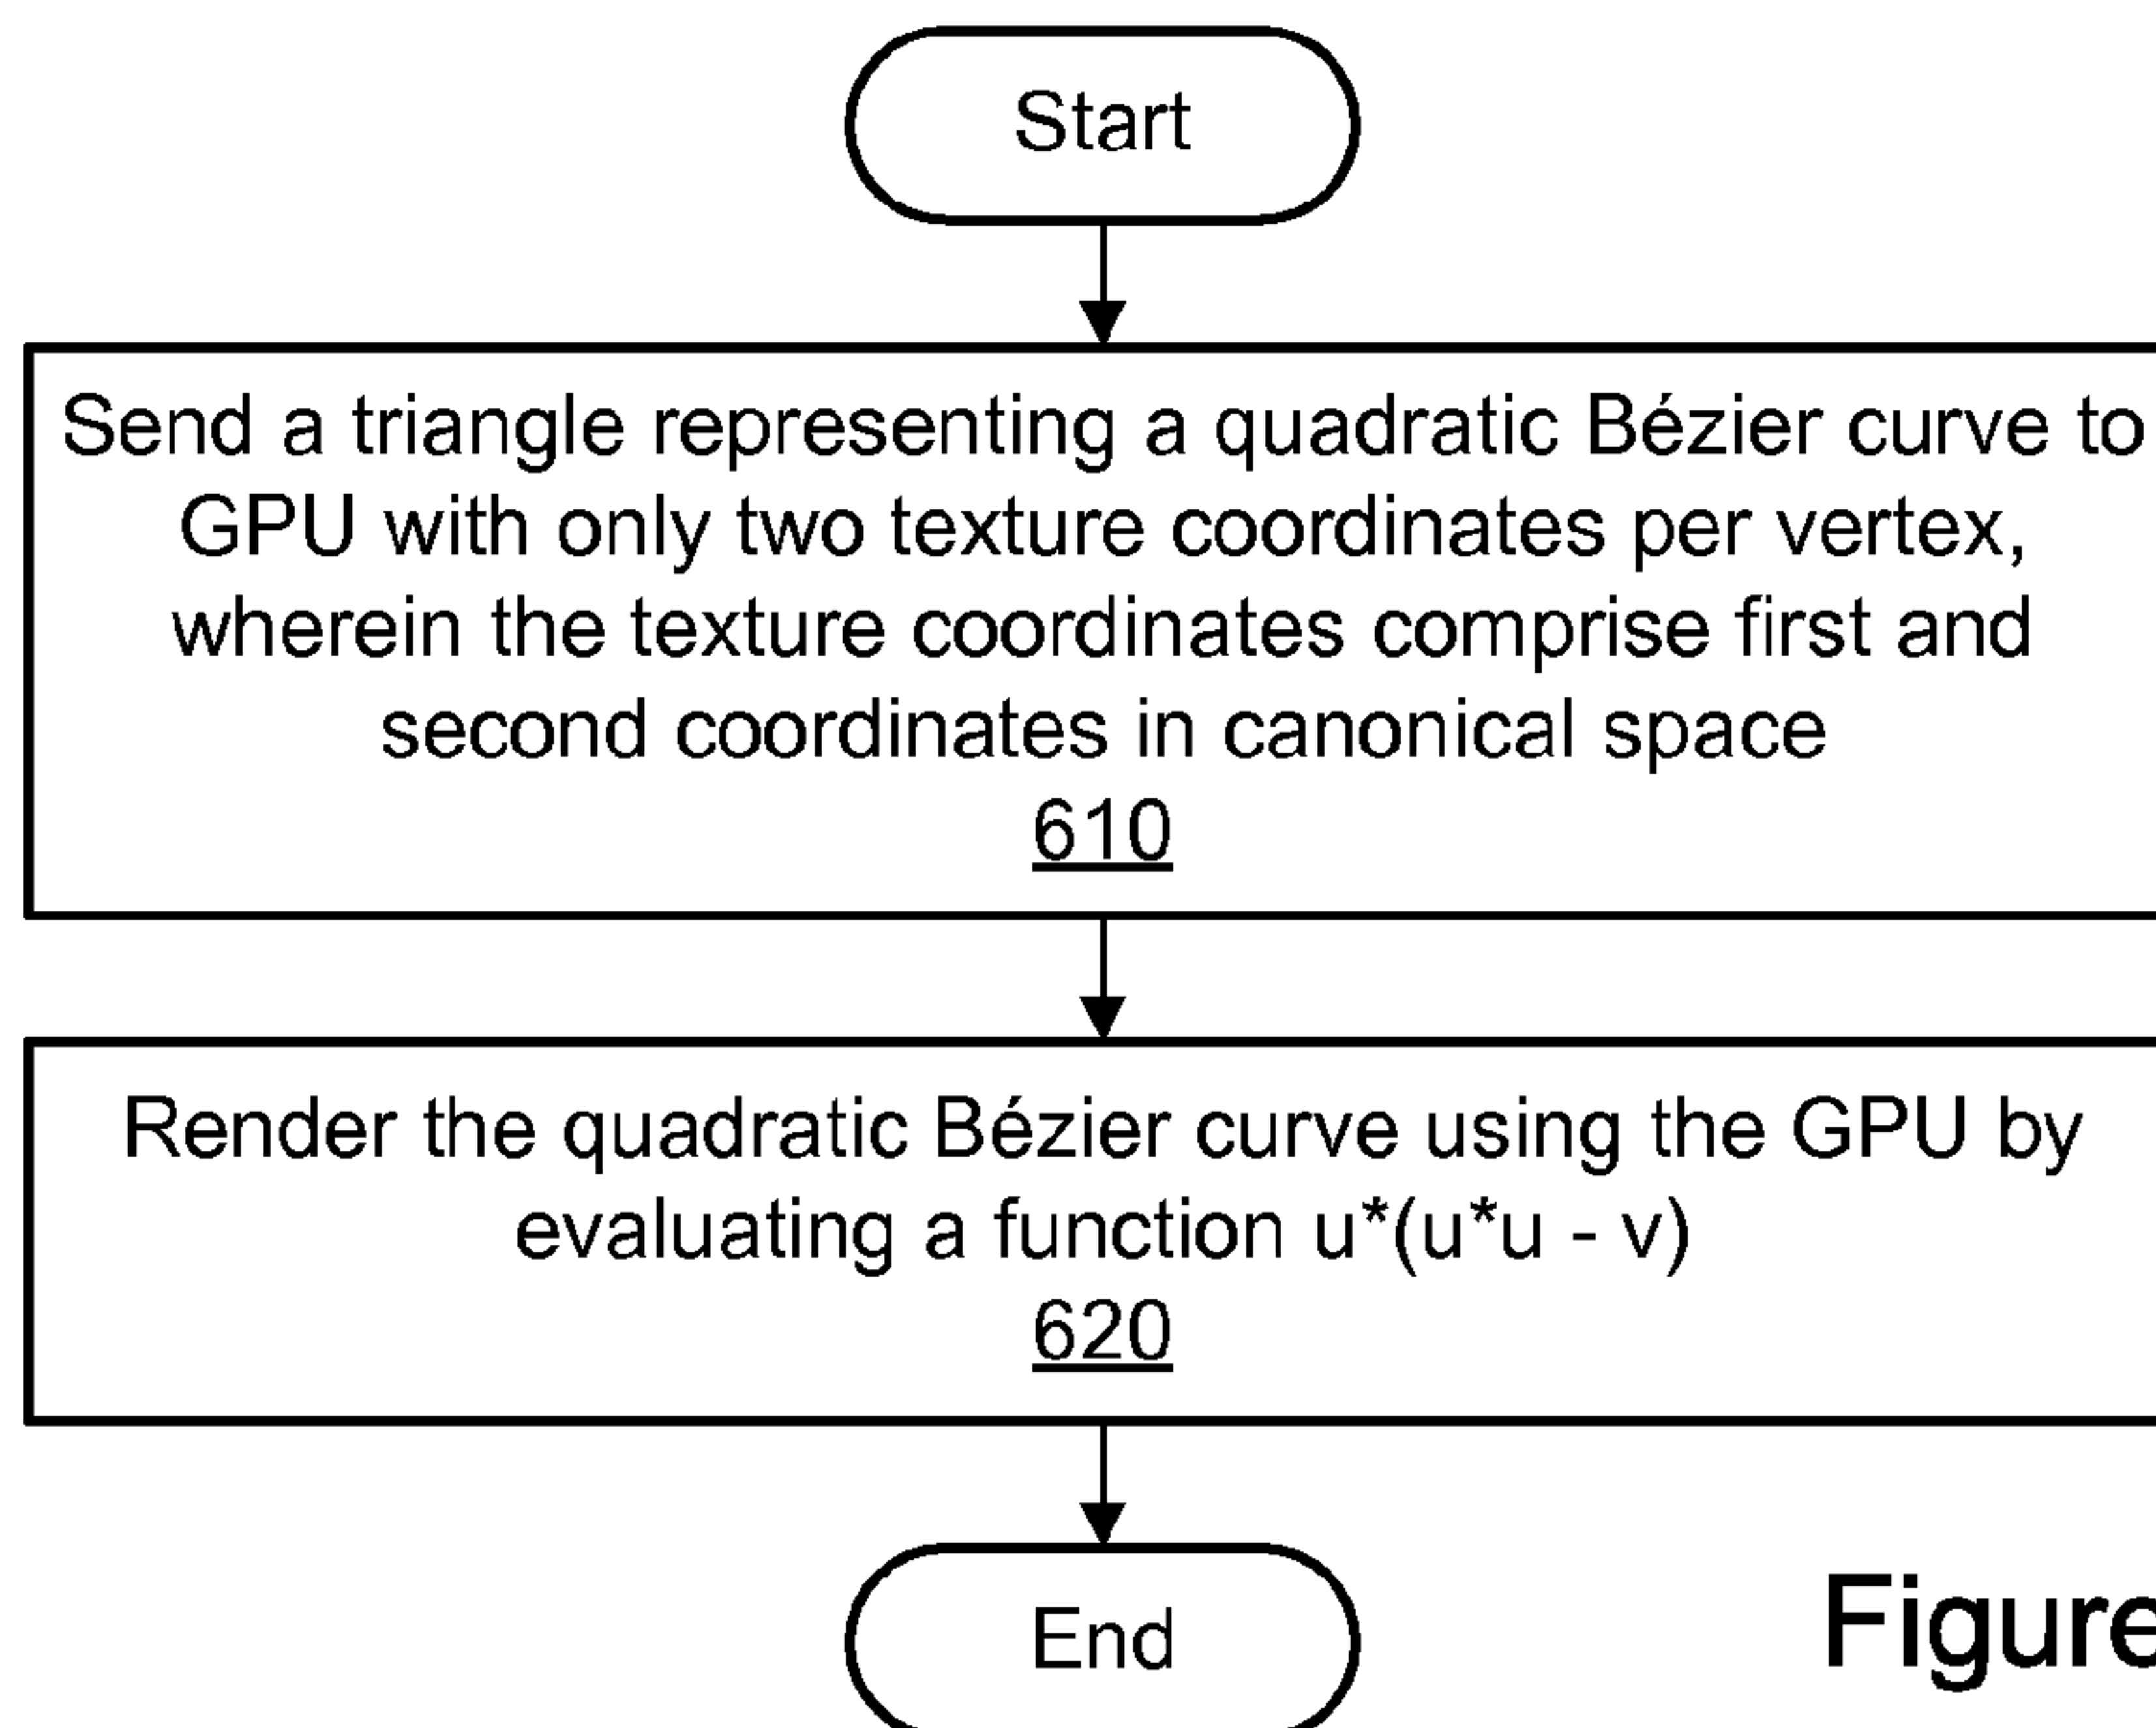 Start
Send a triangle representing a quadratic Bézier curve to
GPU with only two texture coordinates per vertex,
wherein the texture coordinates comprise first and
second coordinates in canonical space
610
Render the quadratic Bézier curve using the GPU by
evaluating a function u*(u*u - v)
620
End
Figure